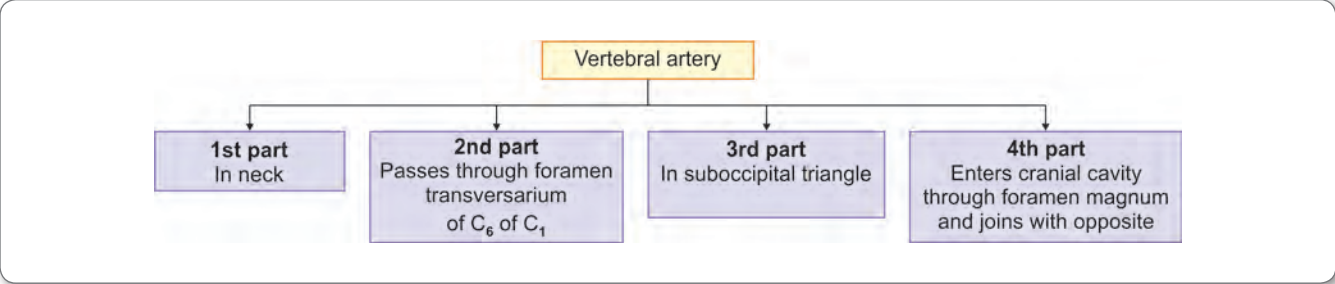 Vertebral artery
1st part
In neck
2nd part
Passes through foramen
transversarium
of C₆ of C₁
3rd part
In suboccipital triangle
4th part
Enters cranial cavity
through foramen magnum
and joins with opposite